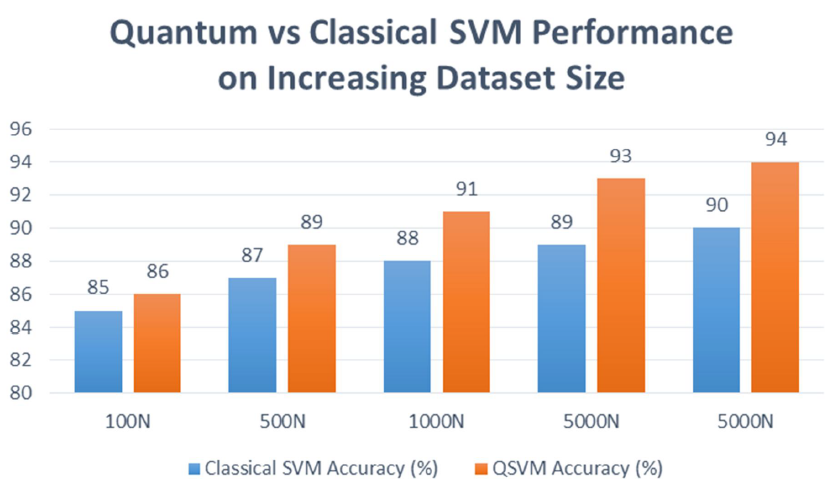 Quantum vs Classical SVM Performance
on Increasing Dataset Size
96
94
92
90
88
86
84
82
80
85
86
87
89
88
91
89
93
90
94
100N
500N
1000N
5000N
5000N
Classical SVM Accuracy (%)
QSVM Accuracy (%)